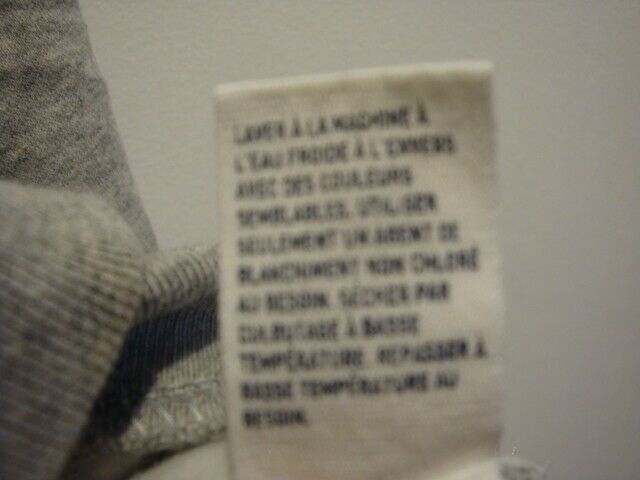 LAVER À LA MACHINE À
L'EAU FROIDE À L'ENVERS
AVEC DES COULEURS
SEMBLABLES. UTILISER
SEULEMENT UN AGENT DE
BLANCHIMENT NON CHLORÉ
AU BESOIN. SÉCHER PAR
CULBUTAGE À BASSE
TEMPÉRATURE. REPASSER À
BASSE TEMPÉRATURE AU
BESOIN.